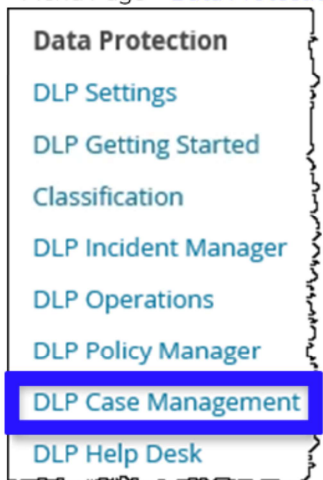 Data Protection
DLP Settings
DLP Getting Started
Classification
DLP Incident Manager
DLP Operations
DLP Policy Manager
DLP Case Management
DLP Help Desk